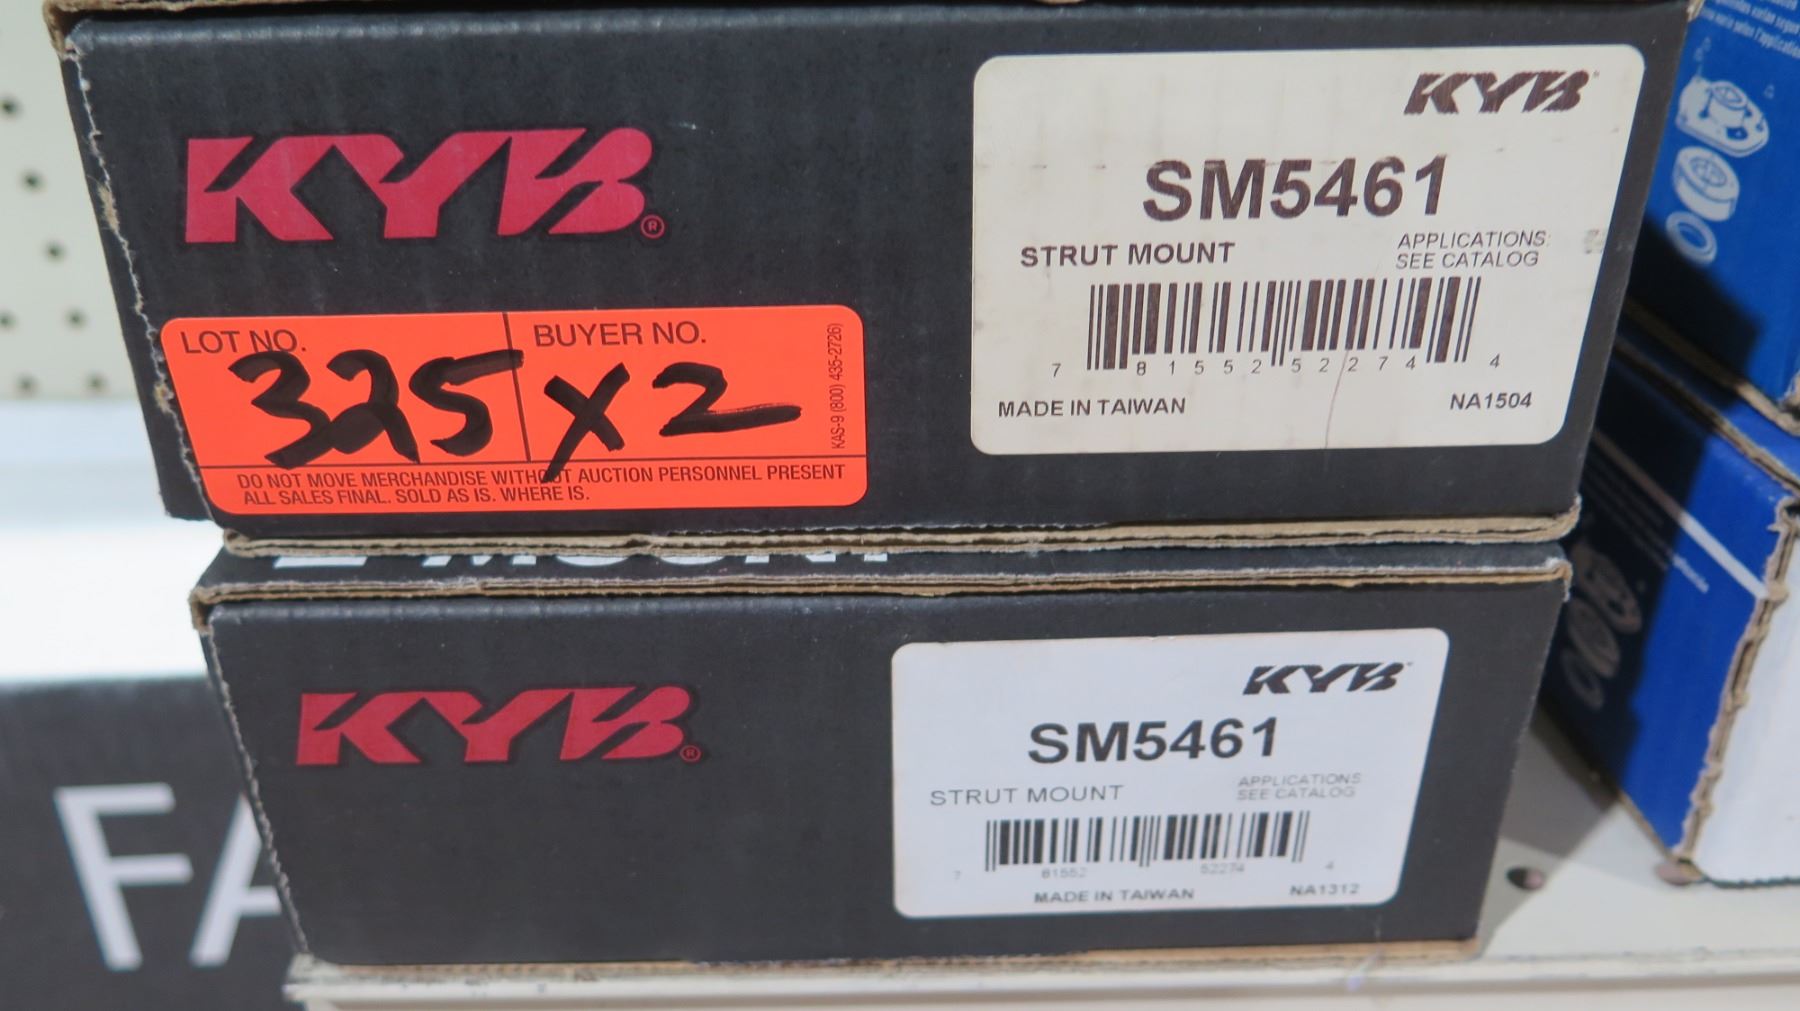 KYB®
KYB
SM5461
STRUT MOUNT
APPLICATIONS:
SEE CATALOG
7 81552 52274 4
MADE IN TAIWAN
NA1504
LOT NO.
325
BUYER NO.
X2
KAS-9 (800) 435-2726)
DO NOT MOVE MERCHANDISE WITHOUT AUCTION PERSONNEL PRESENT
ALL SALES FINAL. SOLD AS IS. WHERE IS.
MOUNT
KYB®
KYB
SM5461
STRUT MOUNT
APPLICATIONS
SEE CATALOG
7 81552 52274 4
MADE IN TAIWAN
NA1312
FA